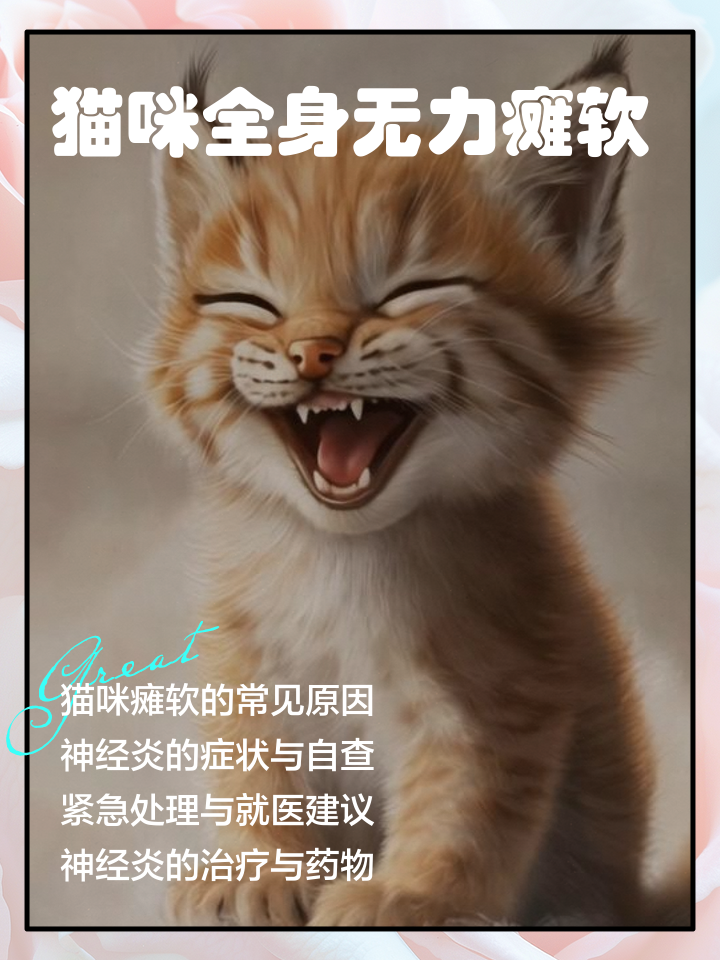 猫咪全身无力瘫软
Great
猫咪瘫软的常见原因
神经炎的症状与自查
紧急处理与就医建议
神经炎的治疗与药物